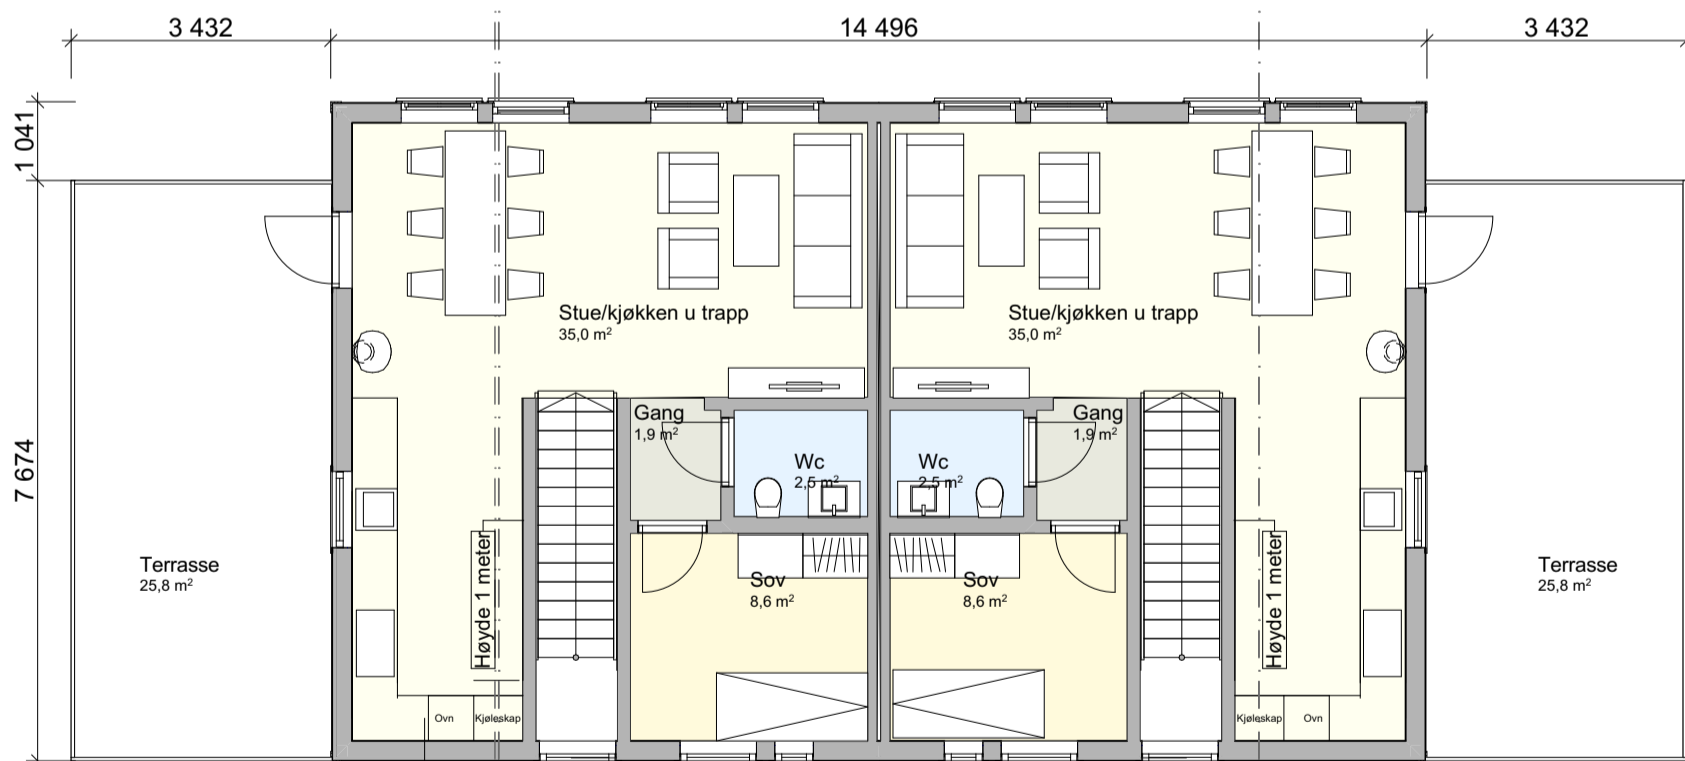 3 432
14 496
3 432
1 041
7 674
Stue/kjøkken u trapp
35,0 m²
Stue/kjøkken u trapp
35,0 m²
Gang
1,9 m²
Gang
1,9 m²
Wc
2,5 m²
Wc
2,5 m²
Terrasse
25,8 m²
Høyde 1 meter
Sov
8,6 m²
Sov
8,6 m²
Høyde 1 meter
Terrasse
25,8 m²
Ovn
Kjøleskap
Kjøleskap
Ovn